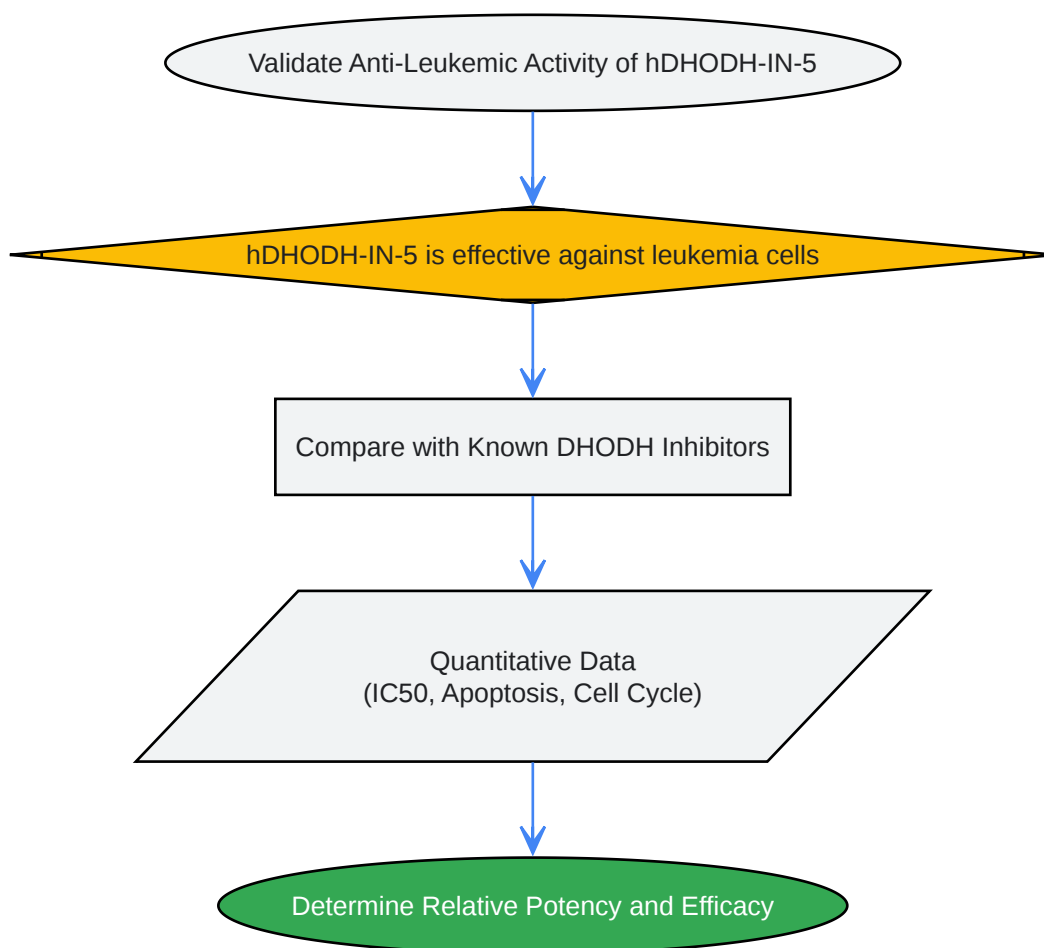 Validate Anti-Leukemic Activity of hDHODH-IN-5
hDHODH-IN-5 is effective against leukemia cells
Compare with Known DHODH Inhibitors
Quantitative Data
(IC50, Apoptosis, Cell Cycle)
Determine Relative Potency and Efficacy